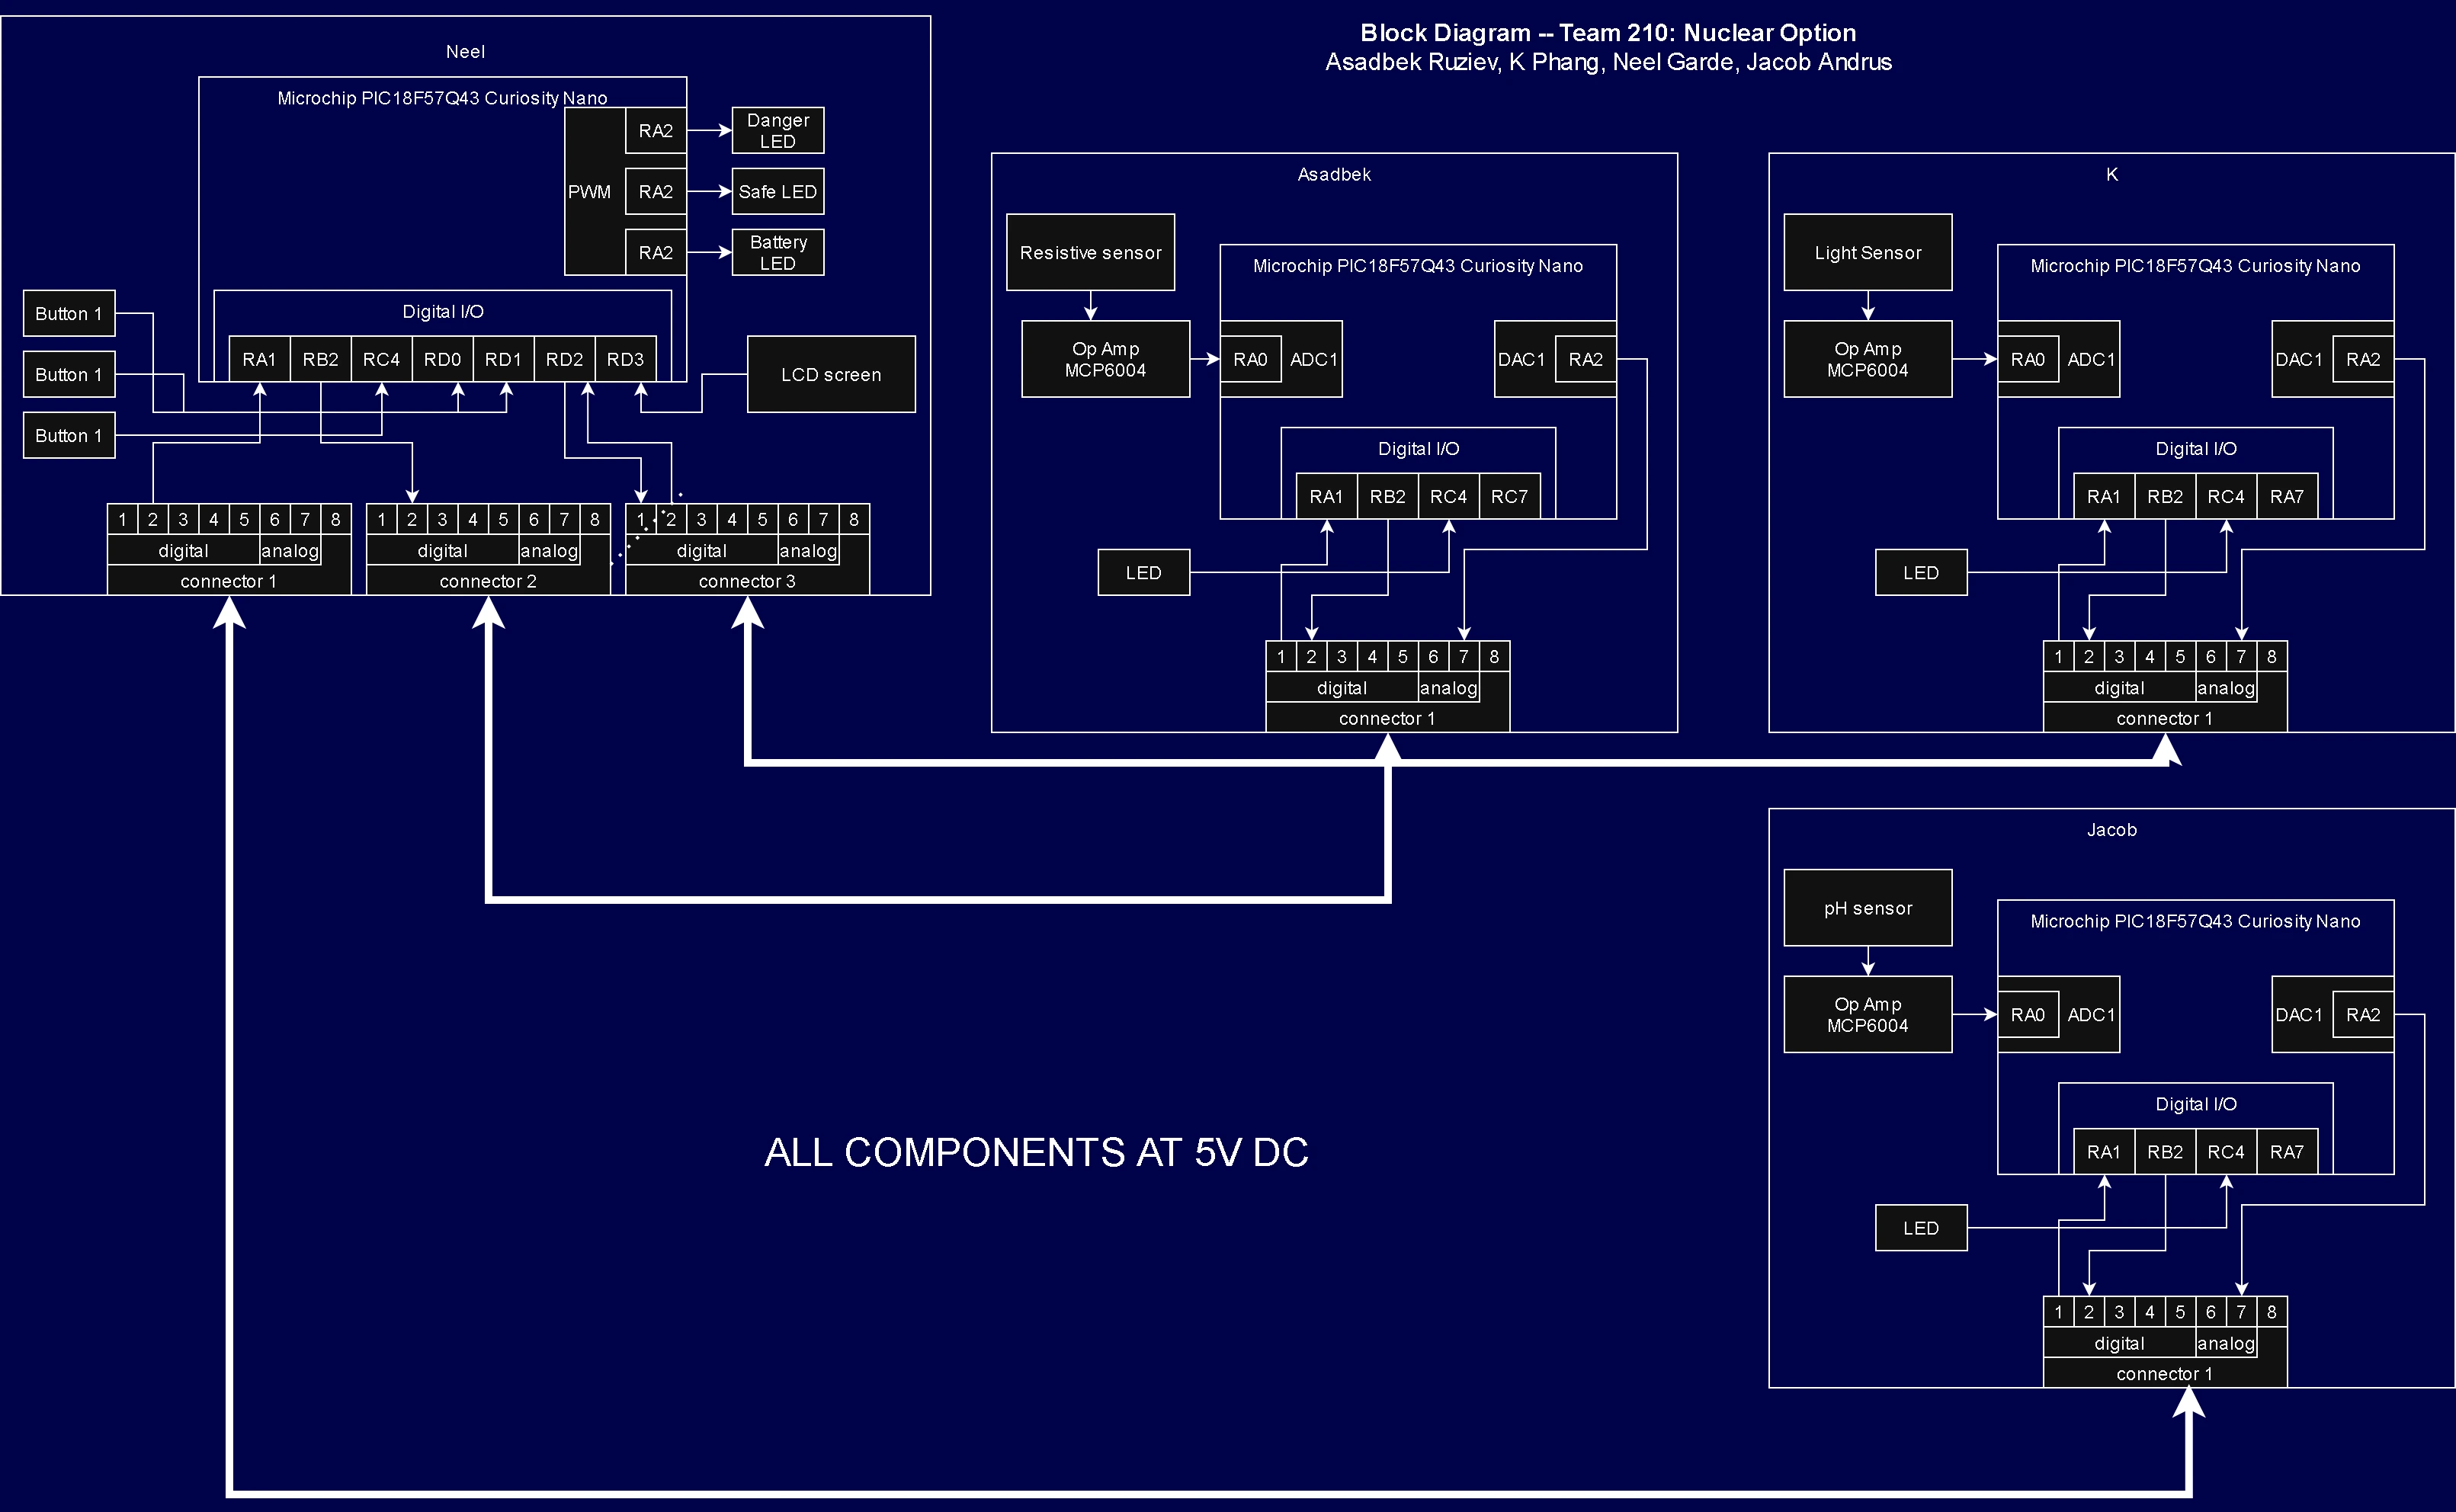 Block Diagram -- Team 210: Nuclear Option
Asadbek Ruziev, K Phang, Neel Garde, Jacob Andrus
Neel
Microchip PIC18F57Q43 Curiosity Nano
PWM
RA2
Danger
LED
RA2
Safe LED
RA2
Battery
LED
Button 1
Button 1
Button 1
Digital I/O
RA1 RB2 RC4 RD0 RD1 RD2 RD3
LCD screen
1 2 3 4 5 6 7 8
digital analog
connector 1
1 2 3 4 5 6 7 8
digital analog
connector 2
1 2 3 4 5 6 7 8
digital analog
connector 3
Asadbek
Resistive sensor
Microchip PIC18F57Q43 Curiosity Nano
Op Amp
MCP6004
RA0 ADC1
DAC1 RA2
Digital I/O
RA1 RB2 RC4 RC7
LED
1 2 3 4 5 6 7 8
digital analog
connector 1
K
Light Sensor
Microchip PIC18F57Q43 Curiosity Nano
Op Amp
MCP6004
RA0 ADC1
DAC1 RA2
Digital I/O
RA1 RB2 RC4 RA7
LED
1 2 3 4 5 6 7 8
digital analog
connector 1
Jacob
pH sensor
Microchip PIC18F57Q43 Curiosity Nano
Op Amp
MCP6004
RA0 ADC1
DAC1 RA2
Digital I/O
RA1 RB2 RC4 RA7
LED
1 2 3 4 5 6 7 8
digital analog
connector 1
ALL COMPONENTS AT 5V DC